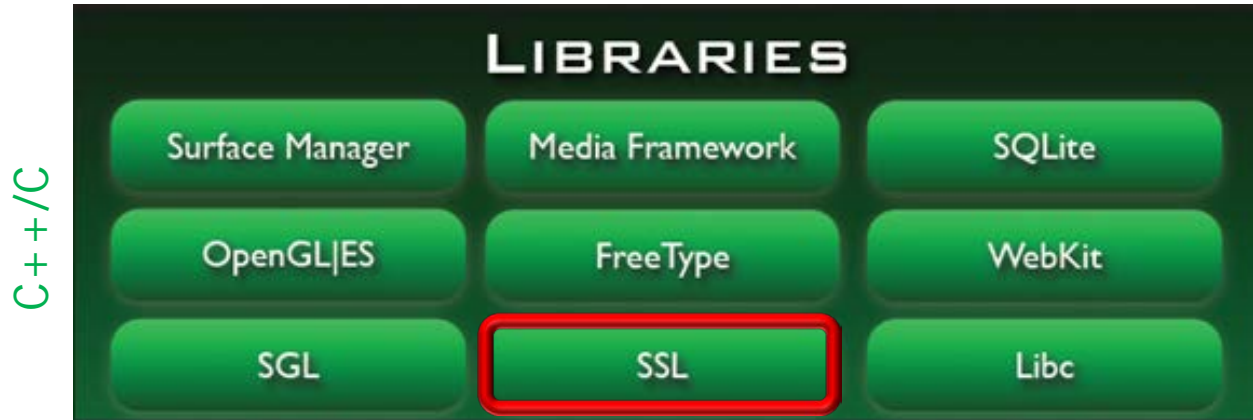 C++/C
LIBRARIES
Surface Manager
Media Framework
SQLite
OpenGL|ES
FreeType
WebKit
SGL
SSL
Libc